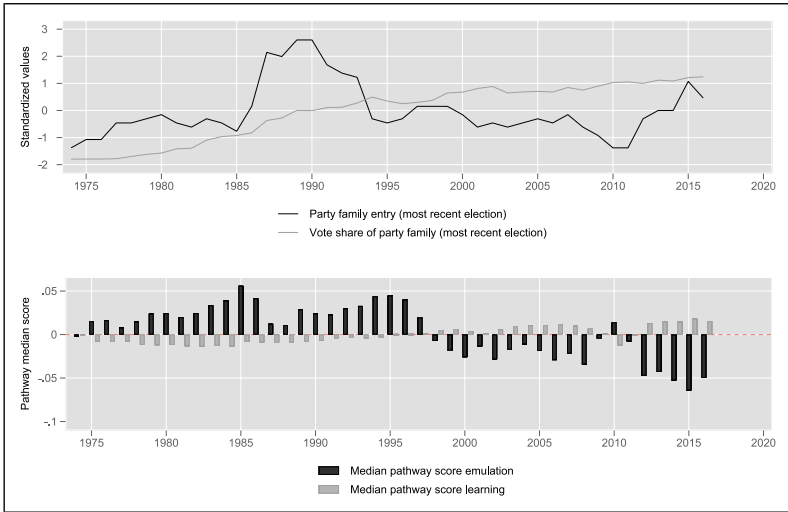 Standardized values
3
2
1
0
-1
-2
1975 1980 1985 1990 1995 2000 2005 2010 2015 2020
Party family entry (most recent election)
Vote share of party family (most recent election)
Pathway median score
.05
0
-.05
-.1
1975 1980 1985 1990 1995 2000 2005 2010 2015 2020
Median pathway score emulation
Median pathway score learning